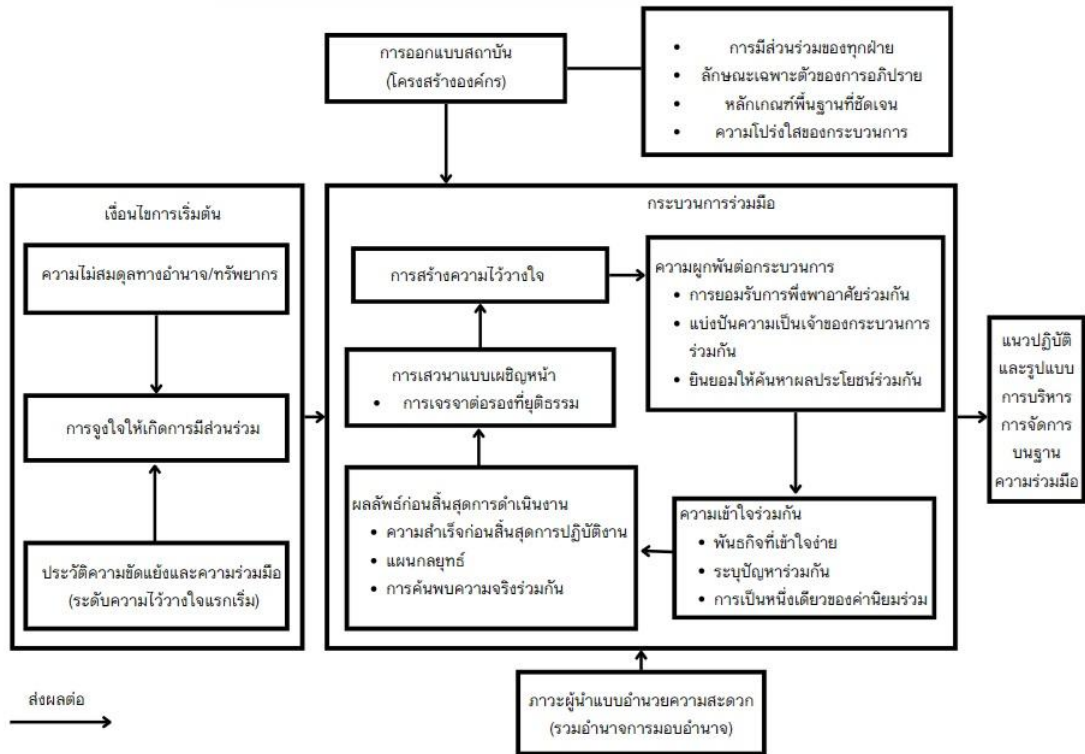 การออกแบบสถาบัน
(โครงสร้างองค์กร)
• การมีส่วนร่วมของทุกฝ่าย
• ลักษณะเฉพาะตัวของการอภิปราย
• หลักเกณฑ์พื้นฐานที่ชัดเจน
• ความโปร่งใสของกระบวนการ
เงื่อนไขการเริ่มต้น
ความไม่สมดุลทางอำนาจ/ทรัพยากร
การจูงใจให้เกิดการมีส่วนร่วม
ประวัติความขัดแย้งและความร่วมมือ
(ระดับความไว้วางใจแรกเริ่ม)
กระบวนการร่วมมือ
การสร้างความไว้วางใจ
ความผูกพันต่อกระบวนการ
• การยอมรับการพึ่งพาอาศัยร่วมกัน
• แบ่งปันความเป็นเจ้าของกระบวนการ
ร่วมกัน
• ยินยอมให้ค้นหาผลประโยชน์ร่วมกัน
การเสวนาแบบเผชิญหน้า
• การเจรจาต่อรองที่ยุติธรรม
ผลลัพธ์ก่อนสิ้นสุดการดำเนินงาน
• ความสำเร็จก่อนสิ้นสุดการปฏิบัติงาน
• แผนกลยุทธ์
• การค้นพบความจริงร่วมกัน
ความเข้าใจร่วมกัน
• พันธกิจที่เข้าใจง่าย
• ระบุปัญหาร่วมกัน
• การเป็นหนึ่งเดียวของค่านิยมร่วม
แนวปฏิบัติ
และรูปแบบ
การบริหาร
การจัดการ
บนฐาน
ความร่วมมือ
ส่งผลต่อ
ภาวะผู้นำแบบอำนวยความสะดวก
(รวมอำนาจการมอบอำนาจ)